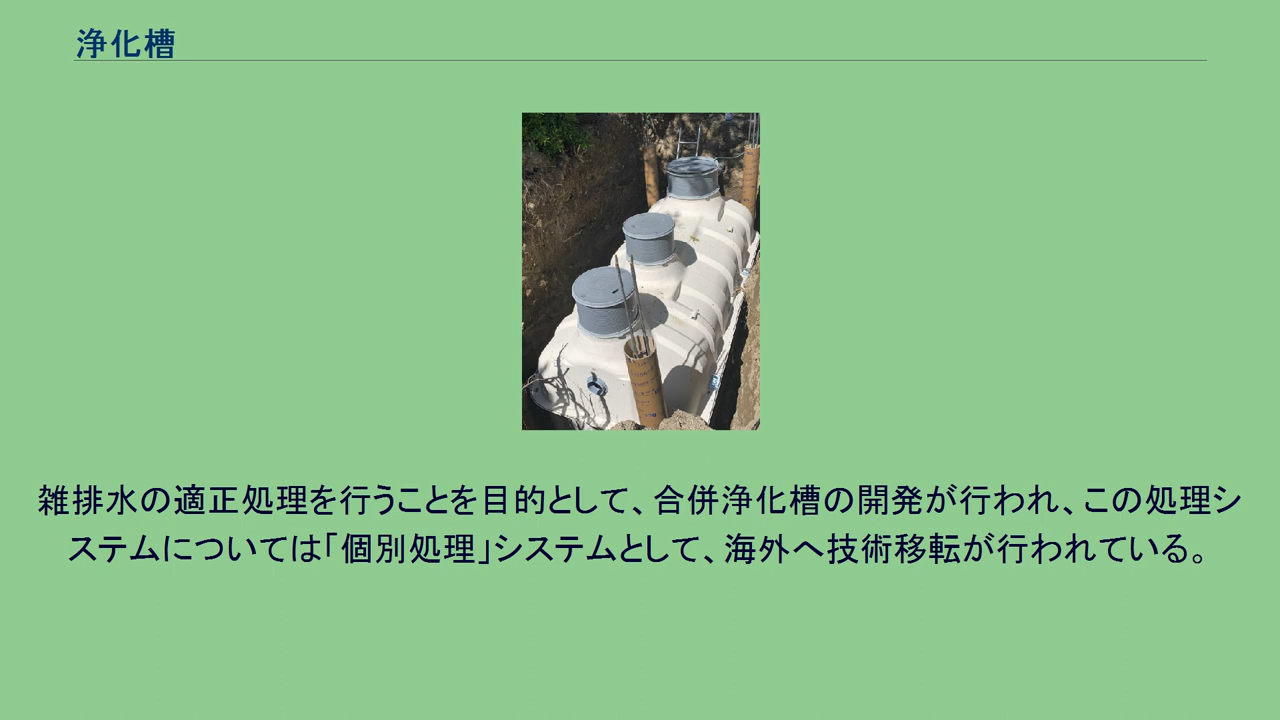 浄化槽
雑排水の適正処理を行うことを目的として、合併浄化槽の開発が行われ、この処理シ
ステムについては「個別処理」システムとして、海外へ技術移転が行われている。